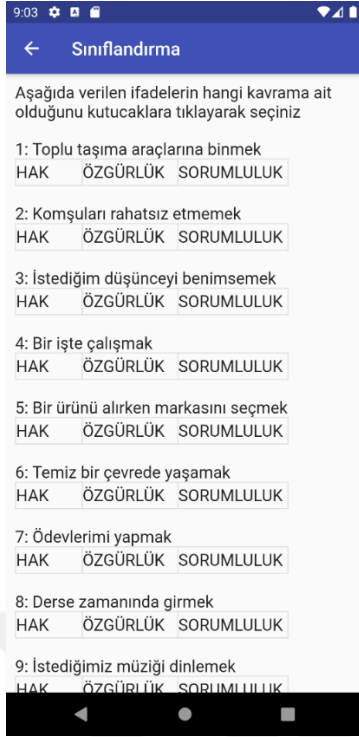 9:03
Sınıflandırma
Aşağıda verilen ifadelerin hangi kavrama ait
olduğunu kutucaklara tıklayarak seçiniz
1: Toplu taşıma araçlarına binmek
HAK ÖZGÜRLÜK SORUMLULUK
2: Komşuları rahatsız etmemek
HAK ÖZGÜRLÜK SORUMLULUK
3: İstediğim düşünceyi benimsemek
HAK ÖZGÜRLÜK SORUMLULUK
4: Bir işte çalışmak
HAK ÖZGÜRLÜK SORUMLULUK
5: Bir ürünü alırken markasını seçmek
HAK ÖZGÜRLÜK SORUMLULUK
6: Temiz bir çevrede yaşamak
HAK ÖZGÜRLÜK SORUMLULUK
7: Ödevlerimi yapmak
HAK ÖZGÜRLÜK SORUMLULUK
8: Derse zamanında girmek
HAK ÖZGÜRLÜK SORUMLULUK
9: İstediğimiz müziği dinlemek
HAK ÖZGÜRLÜK SORUMLULUK